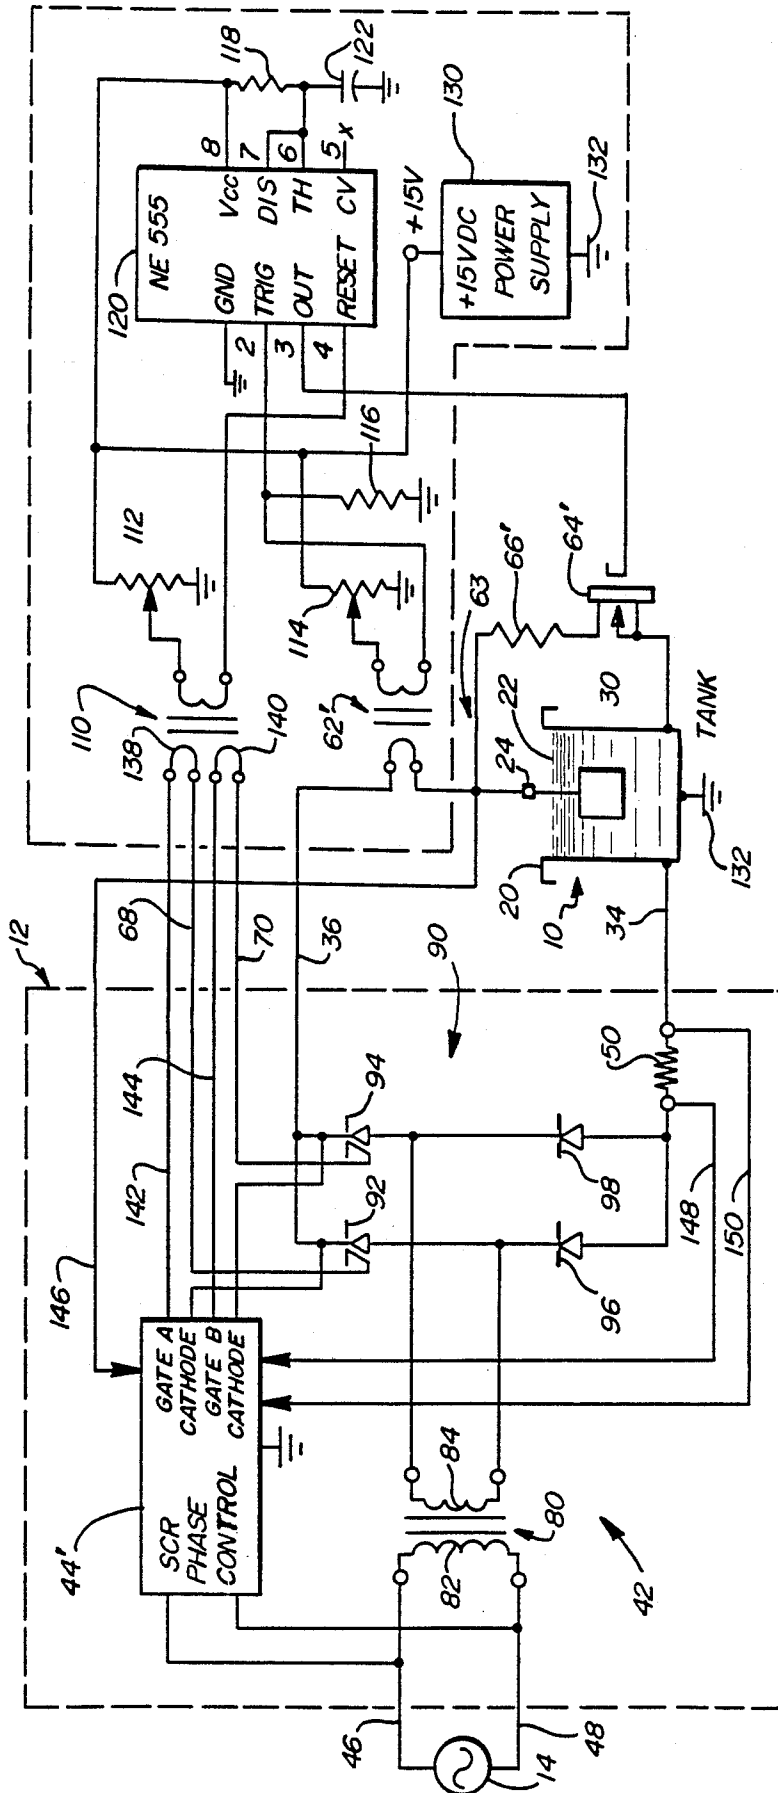 12
146
142
144
68
70
36
44'
SCR
PHASE
CONTROL
GATE A
CATHODE
GATE B
CATHODE
92
94
90
96
98
50
148
150
46
48
14
82
84
80
42
110
138
140
112
114
116
62'
63
120
NE 555
GND
TRIG
OUT
RESET
Vcc
DIS
TH
CV
2
3
4
8
7
6
5
x
118
122
+15V
+15VDC
POWER
SUPPLY
130
132
66'
64'
30
22
24
20
10
34
132
TANK